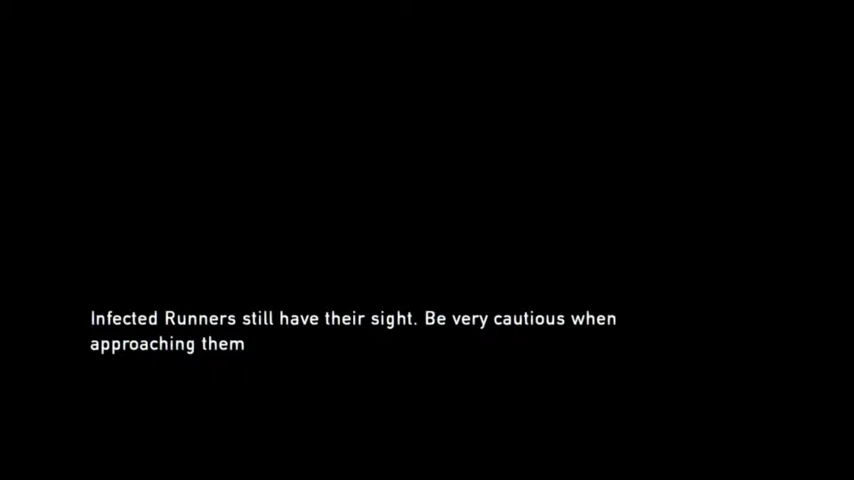 Infected Runners still have their sight. Be very cautious when
approaching them